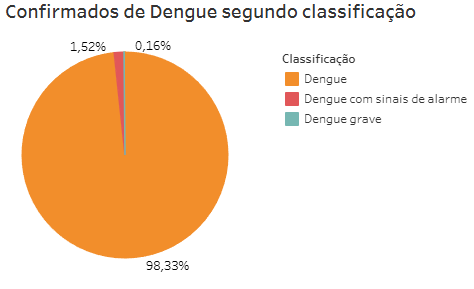 Confirmados de Dengue segundo classificação
1,52%
0,16%
98,33%
Classificação
Dengue
Dengue com sinais de alarme
Dengue grave